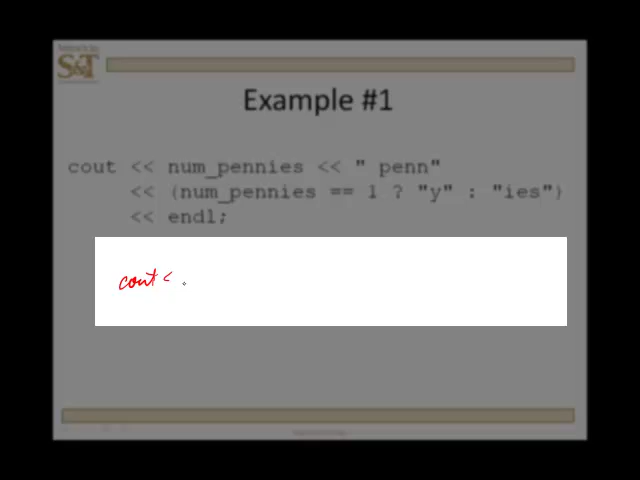 S&T
Example #1
cout << num_pennies << " penn"
<< (num_pennies == 1 ? "y" : "ies")
<< endl;
cout <